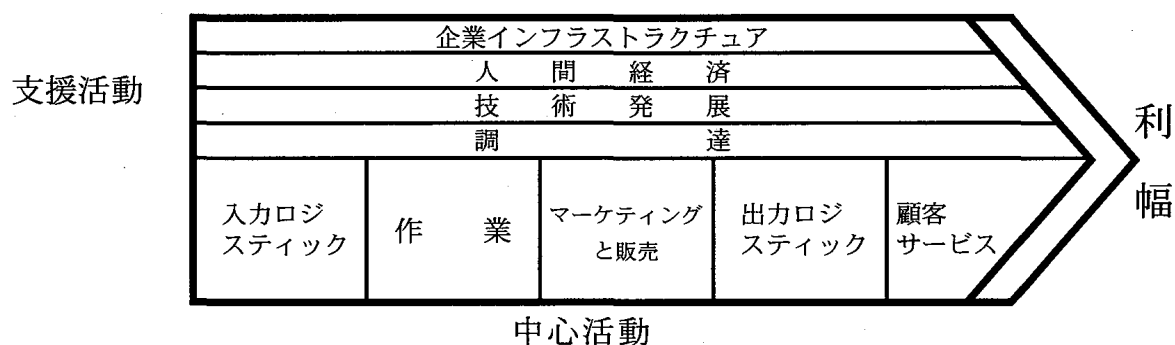 企業インフラストラクチュア
人間経済
支援活動
技術発展
調達
入力ロジ
スティック
作業
マーケティング
と販売
出力ロジ
スティック
顧客
サービス
利幅
中心活動